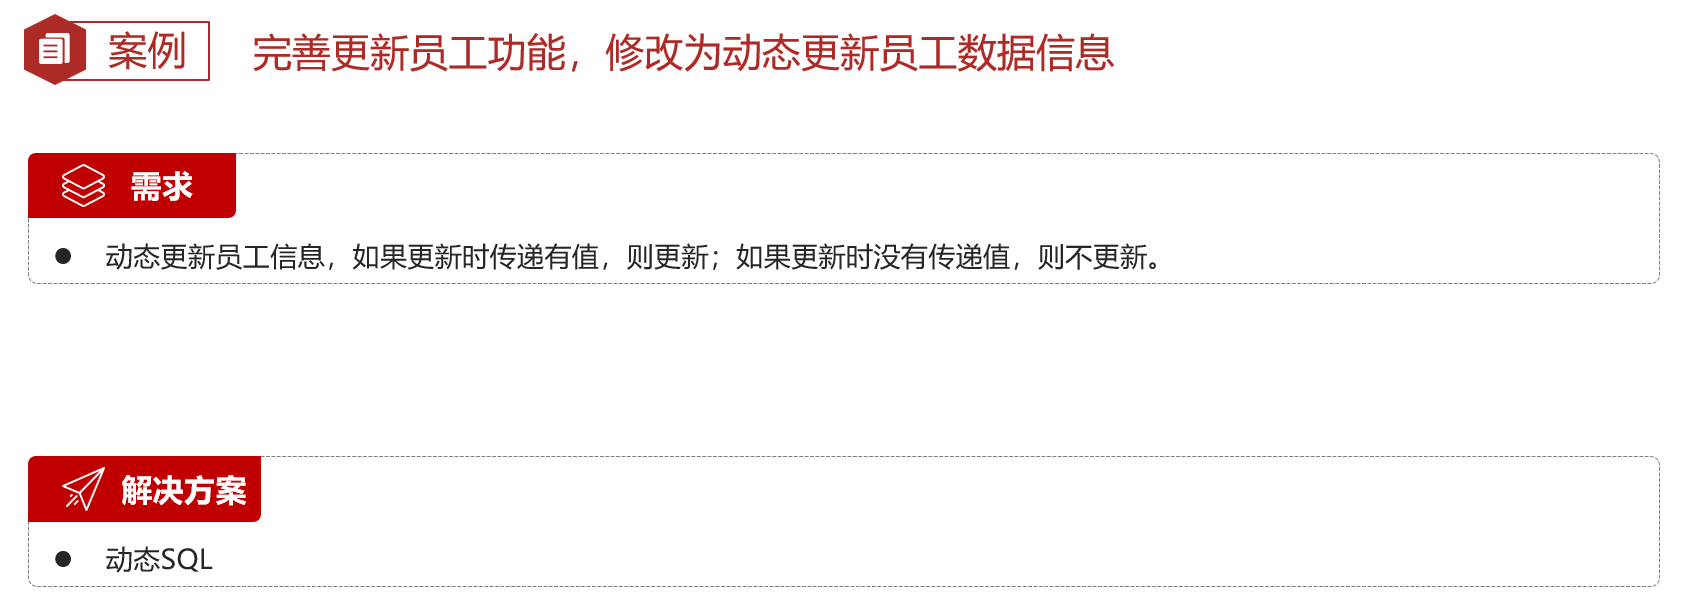 案例
完善更新员工功能，修改为动态更新员工数据信息
需求
动态更新员工信息，如果更新时传递有值，则更新；如果更新时没有传递值，则不更新。
解决方案
动态SQL